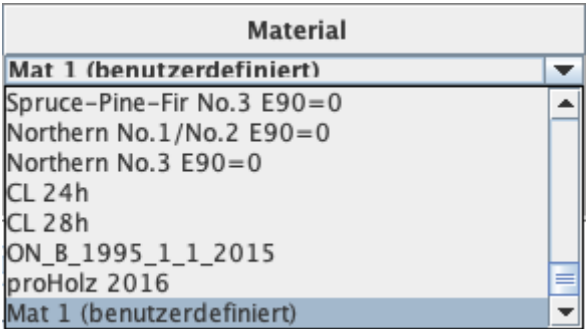 Material
Mat 1 (benutzerdefiniert)
Spruce-Pine-Fir No.3 E90=0
Northern No.1/No.2 E90=0
Northern No.3 E90=0
CL 24h
CL 28h
ON_B_1995_1_1_2015
proHolz 2016
Mat 1 (benutzerdefiniert)